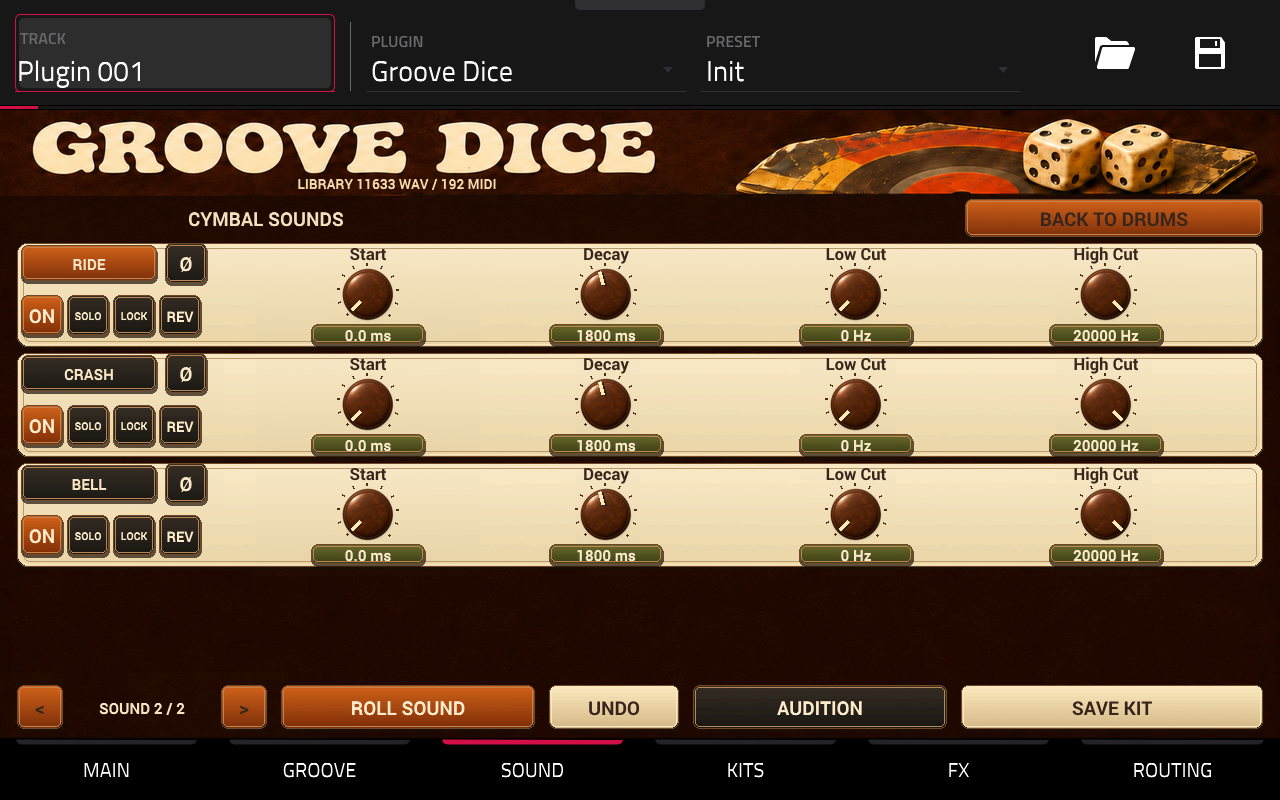 TRACK
Plugin 001
PLUGIN
Groove Dice
PRESET
Init
GROOVE DICE
LIBRARY 11633 WAV / 192 MIDI
CYMBAL SOUNDS
BACK TO DRUMS
RIDE Ø
ON SOLO LOCK REV
Start Decay Low Cut High Cut
0.0 ms 1800 ms 0 Hz 20000 Hz
CRASH Ø
ON SOLO LOCK REV
Start Decay Low Cut High Cut
0.0 ms 1800 ms 0 Hz 20000 Hz
BELL Ø
ON SOLO LOCK REV
Start Decay Low Cut High Cut
0.0 ms 1800 ms 0 Hz 20000 Hz
< SOUND 2 / 2 > ROLL SOUND UNDO AUDITION SAVE KIT
MAIN GROOVE SOUND KITS FX ROUTING